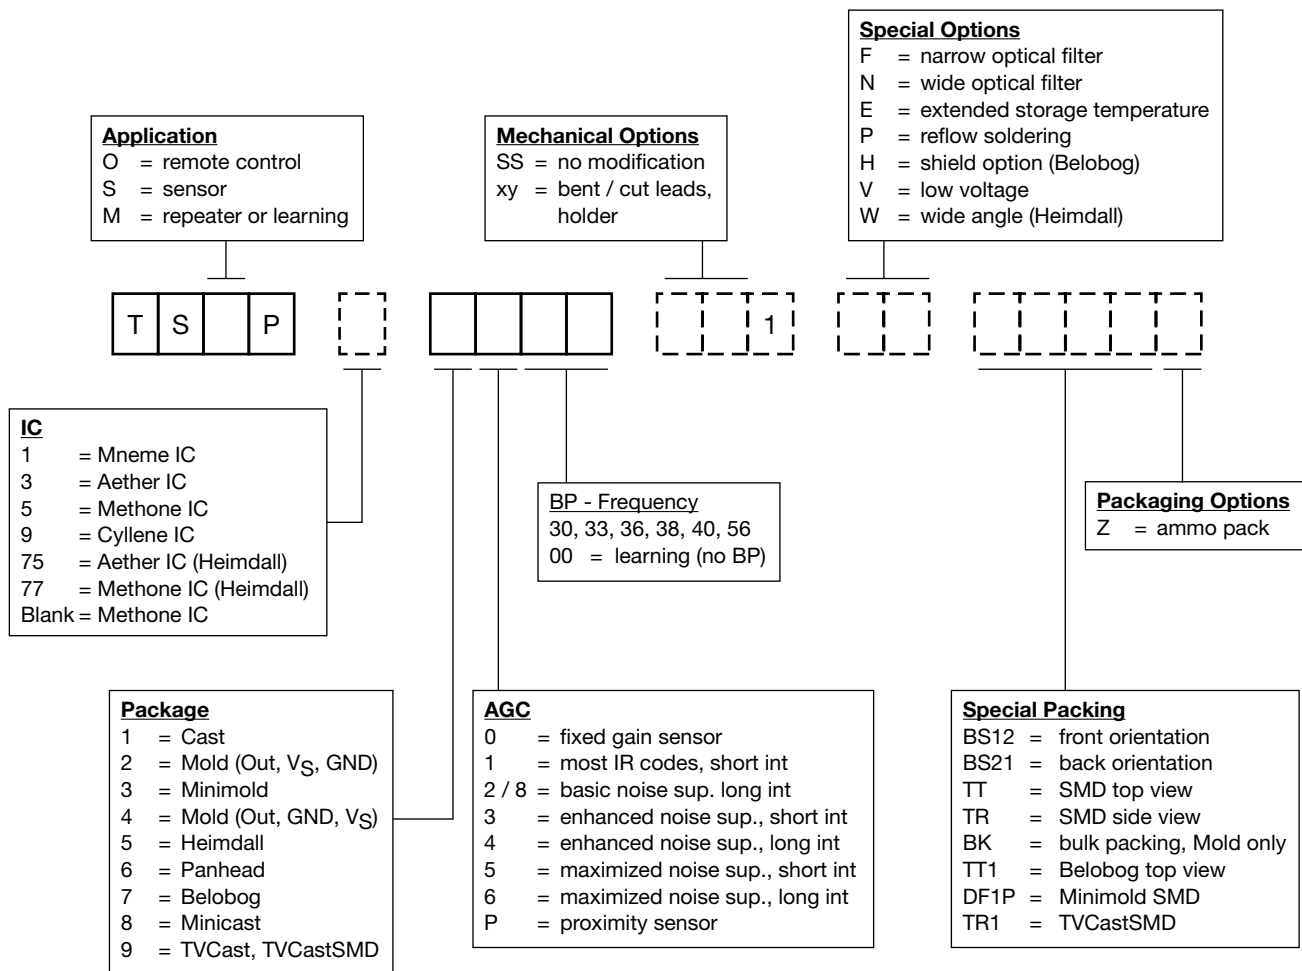 Special Options
F = narrow optical filter
N = wide optical filter
E = extended storage temperature
P = reflow soldering
H = shield option (Belobog)
V = low voltage
W = wide angle (Heimdall)
Application
O = remote control
S = sensor
M = repeater or learning
Mechanical Options
SS = no modification
xy = bent / cut leads,
holder
T S P 1
IC
1 = Mneme IC
3 = Aether IC
5 = Methone IC
9 = Cyllene IC
75 = Aether IC (Heimdall)
77 = Methone IC (Heimdall)
Blank = Methone IC
BP - Frequency
30, 33, 36, 38, 40, 56
00 = learning (no BP)
Packaging Options
Z = ammo pack
Package
1 = Cast
2 = Mold (Out, VS, GND)
3 = Minimold
4 = Mold (Out, GND, VS)
5 = Heimdall
6 = Panhead
7 = Belobog
8 = Minicast
9 = TVCast, TVCastSMD
AGC
0 = fixed gain sensor
1 = most IR codes, short int
2 / 8 = basic noise sup. long int
3 = enhanced noise sup., short int
4 = enhanced noise sup., long int
5 = maximized noise sup., short int
6 = maximized noise sup., long int
P = proximity sensor
Special Packing
BS12 = front orientation
BS21 = back orientation
TT = SMD top view
TR = SMD side view
BK = bulk packing, Mold only
TT1 = Belobog top view
DF1P = Minimold SMD
TR1 = TVCastSMD